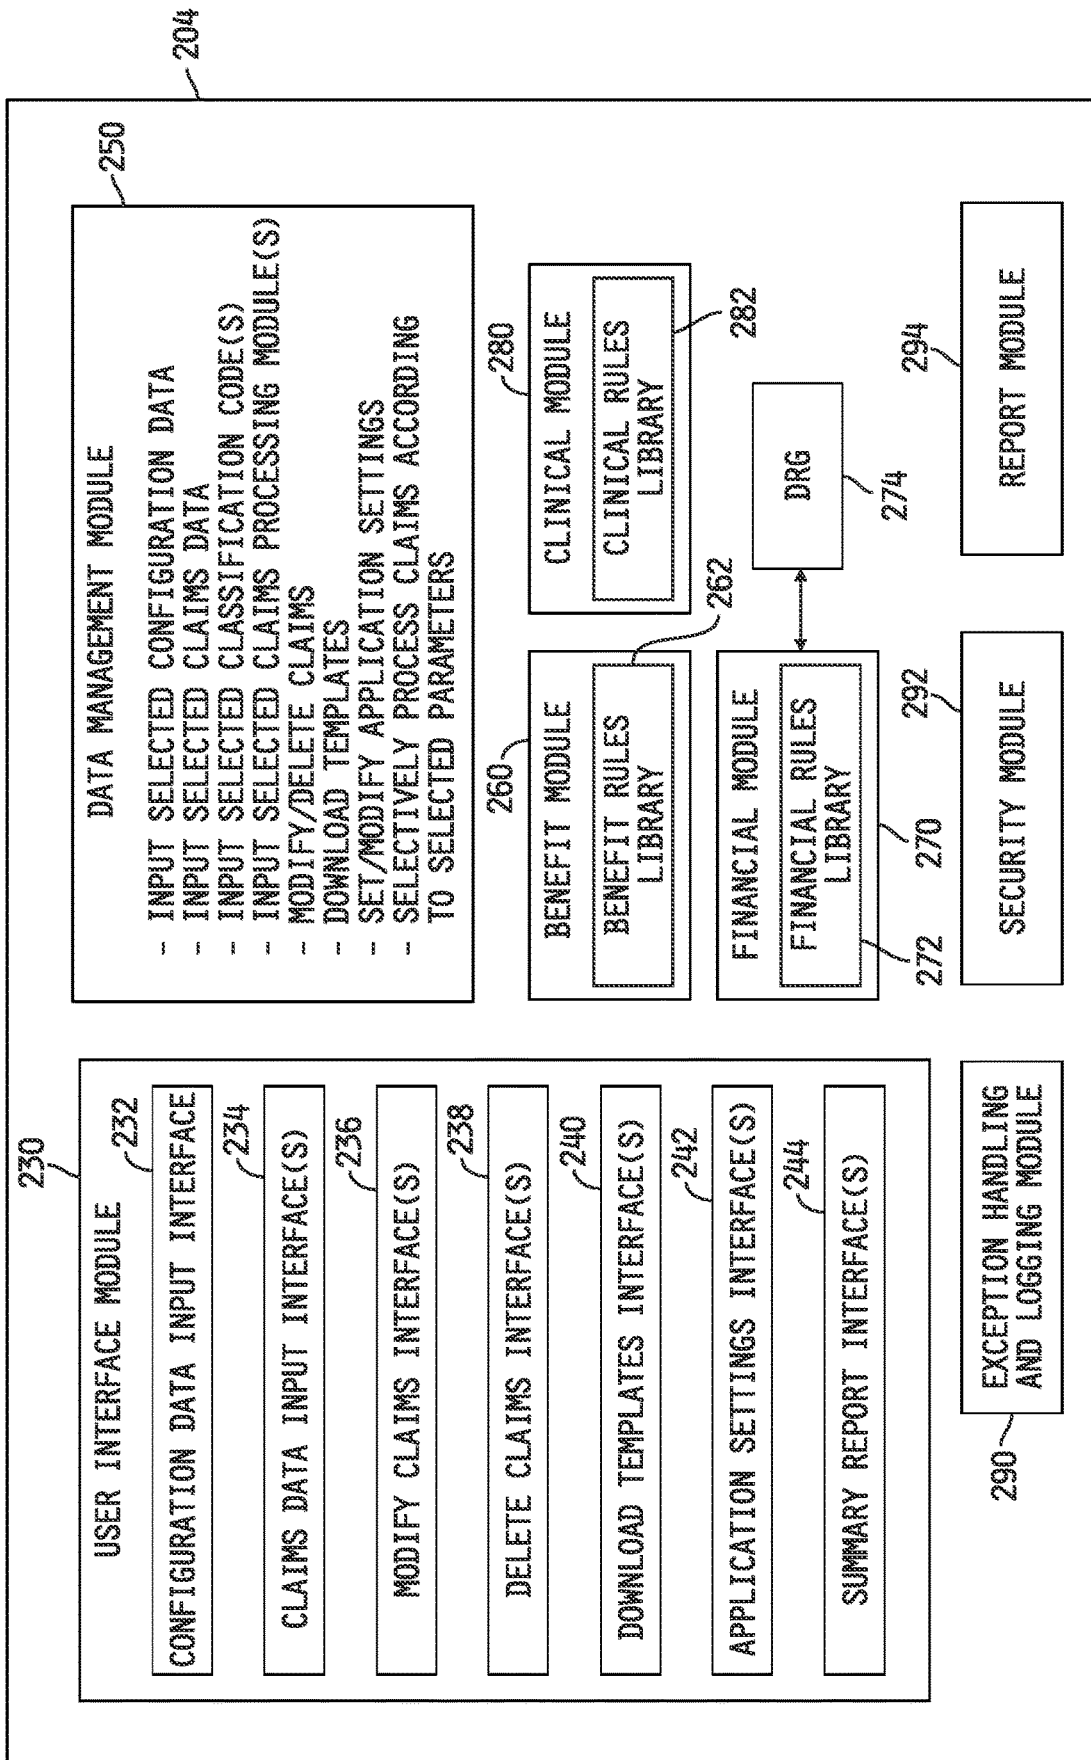 204
230
USER INTERFACE MODULE
232
CONFIGURATION DATA INPUT INTERFACE
234
CLAIMS DATA INPUT INTERFACE(S)
236
MODIFY CLAIMS INTERFACE(S)
238
DELETE CLAIMS INTERFACE(S)
240
DOWNLOAD TEMPLATES INTERFACE(S)
242
APPLICATION SETTINGS INTERFACE(S)
244
SUMMARY REPORT INTERFACE(S)
250
DATA MANAGEMENT MODULE
- INPUT SELECTED CONFIGURATION DATA
- INPUT SELECTED CLAIMS DATA
- INPUT SELECTED CLASSIFICATION CODE(S)
- INPUT SELECTED CLAIMS PROCESSING MODULE(S)
- MODIFY/DELETE CLAIMS
- DOWNLOAD TEMPLATES
- SET/MODIFY APPLICATION SETTINGS
- SELECTIVELY PROCESS CLAIMS ACCORDING
TO SELECTED PARAMETERS
260
BENEFIT MODULE
BENEFIT RULES
LIBRARY
262
280
CLINICAL MODULE
CLINICAL RULES
LIBRARY
282
FINANCIAL MODULE
FINANCIAL RULES
LIBRARY
272
270
DRG
274
290
EXCEPTION HANDLING
AND LOGGING MODULE
292
SECURITY MODULE
294
REPORT MODULE